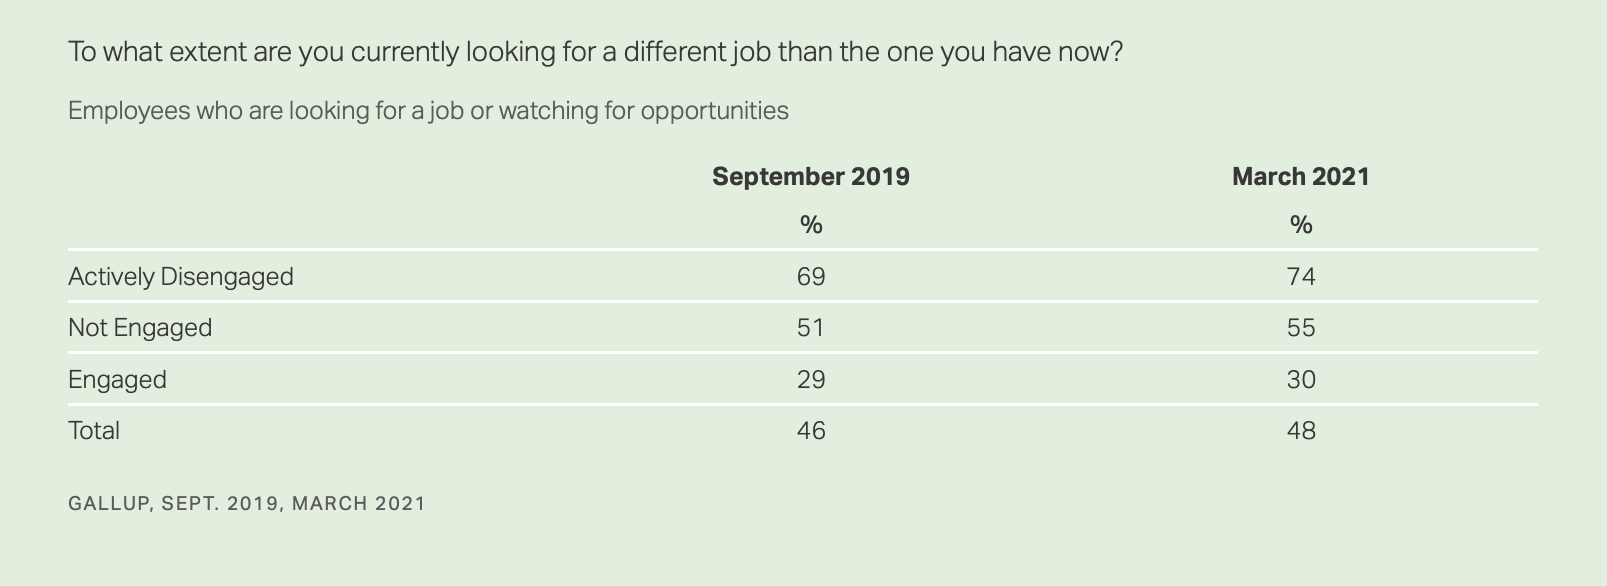 To what extent are you currently looking for a different job than the one you have now?
Employees who are looking for a job or watching for opportunities
September 2019 March 2021
% %
Actively Disengaged 69 74
Not Engaged 51 55
Engaged 29 30
Total 46 48
GALLUP, SEPT. 2019, MARCH 2021